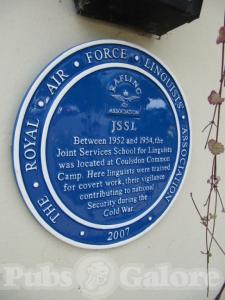 THE · ROYAL · AIR · FORCE · LINGUISTS' · ASSOCIATION
· 2007 ·
RAFLING
ASSOCIATION
JSSL
Between 1952 and 1954, the
Joint Services School for Linguists
was located at Coulsdon Common
Camp. Here linguists were trained
for covert work, their vigilance
contributing to national
Security during the
Cold War.
Pubs Galore